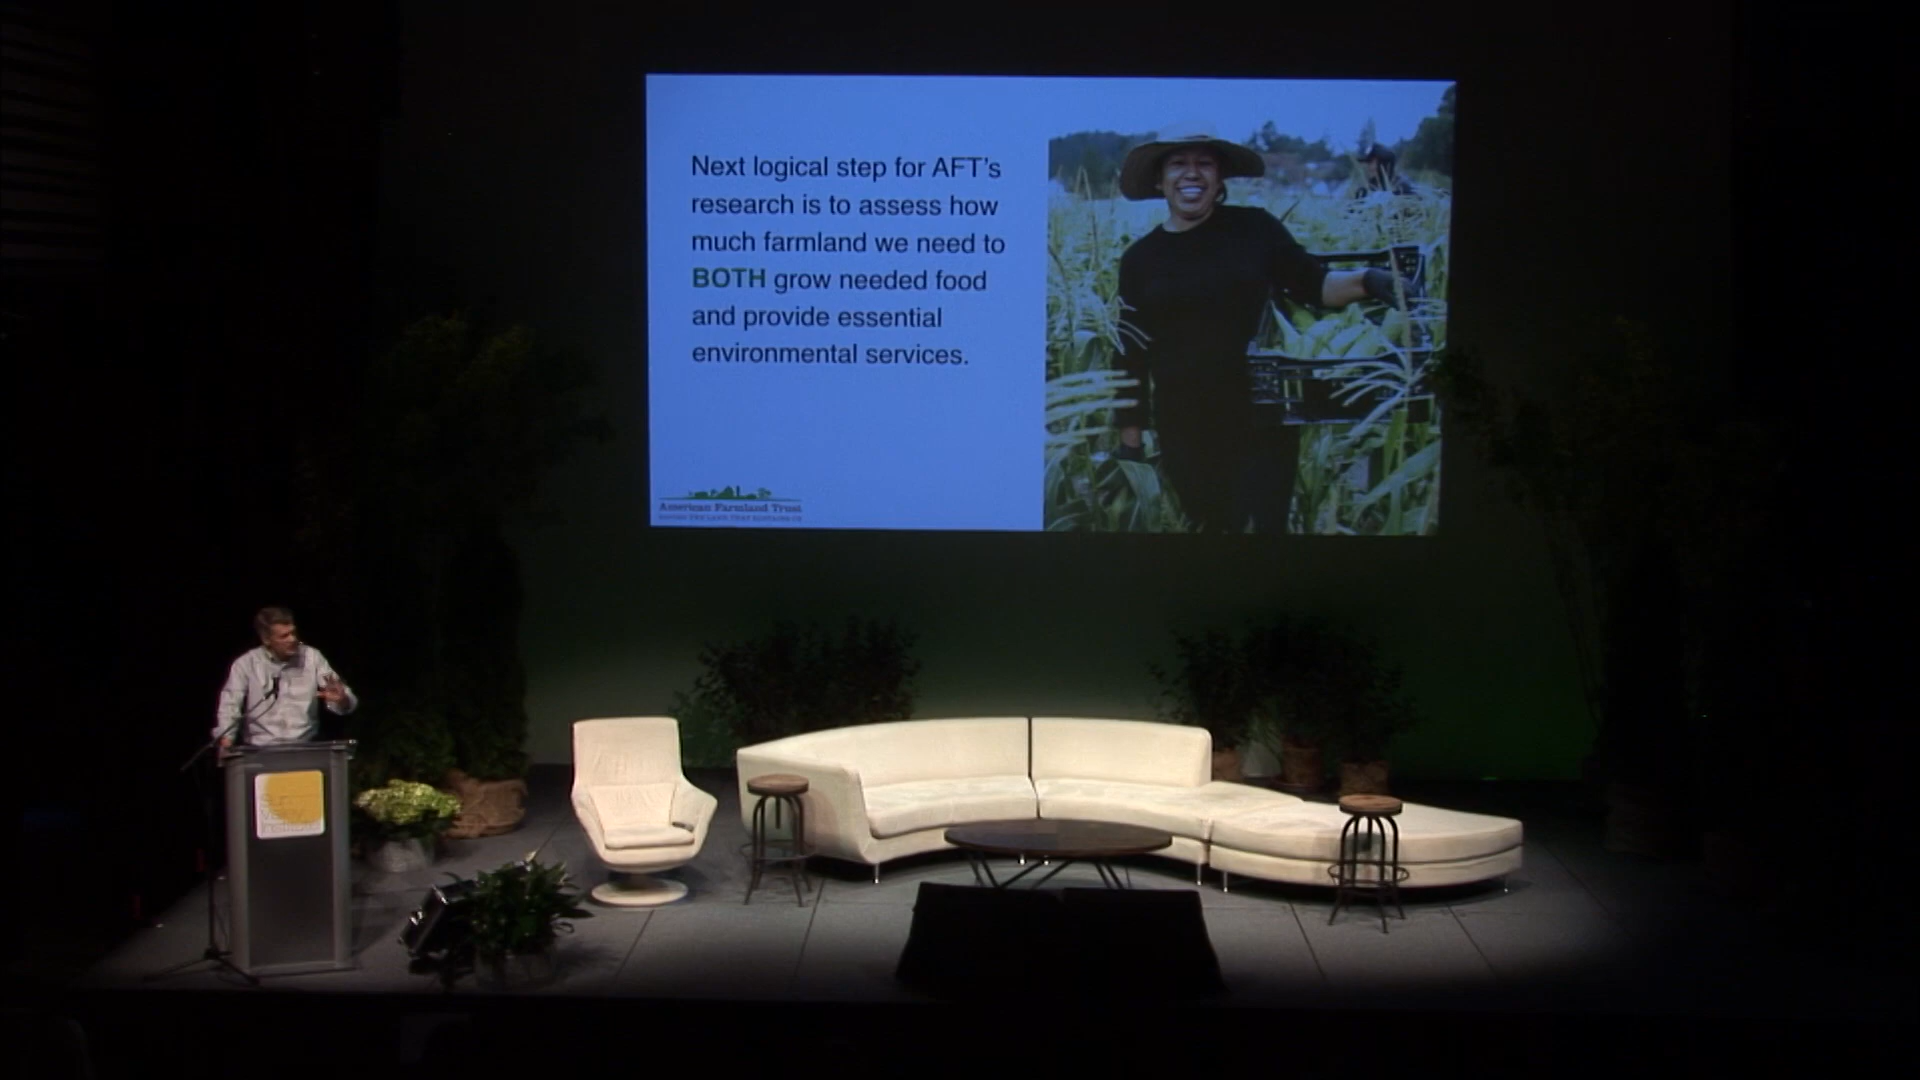 Next logical step for AFT's
research is to assess how
much farmland we need to
BOTH grow needed food
and provide essential
environmental services.
American Farmland Trust